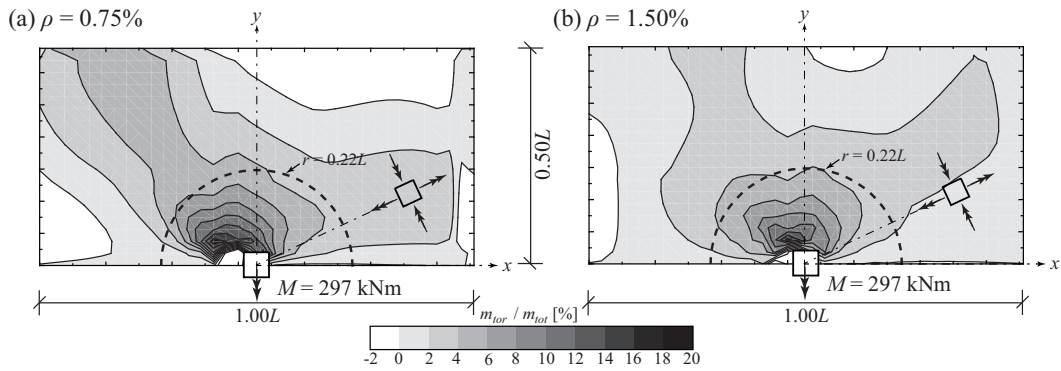 (a) ρ = 0.75%
y
r = 0.22L
x
M = 297 kNm
1.00L
0.50L
(b) ρ = 1.50%
y
r = 0.22L
x
M = 297 kNm
1.00L
m_tor / m_tot [%]
-2 0 2 4 6 8 10 12 14 16 18 20